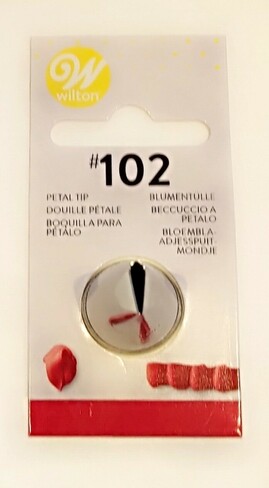 W
wilton
#102
PETAL TIP
DOUILLE PÉTALE
BOQUILLA PARA
PÉTALO
BLUMENTÜLLE
BECCUCCIO A
PETALO
BLOEMBLA-
ADJESSPUIT-
MONDJE